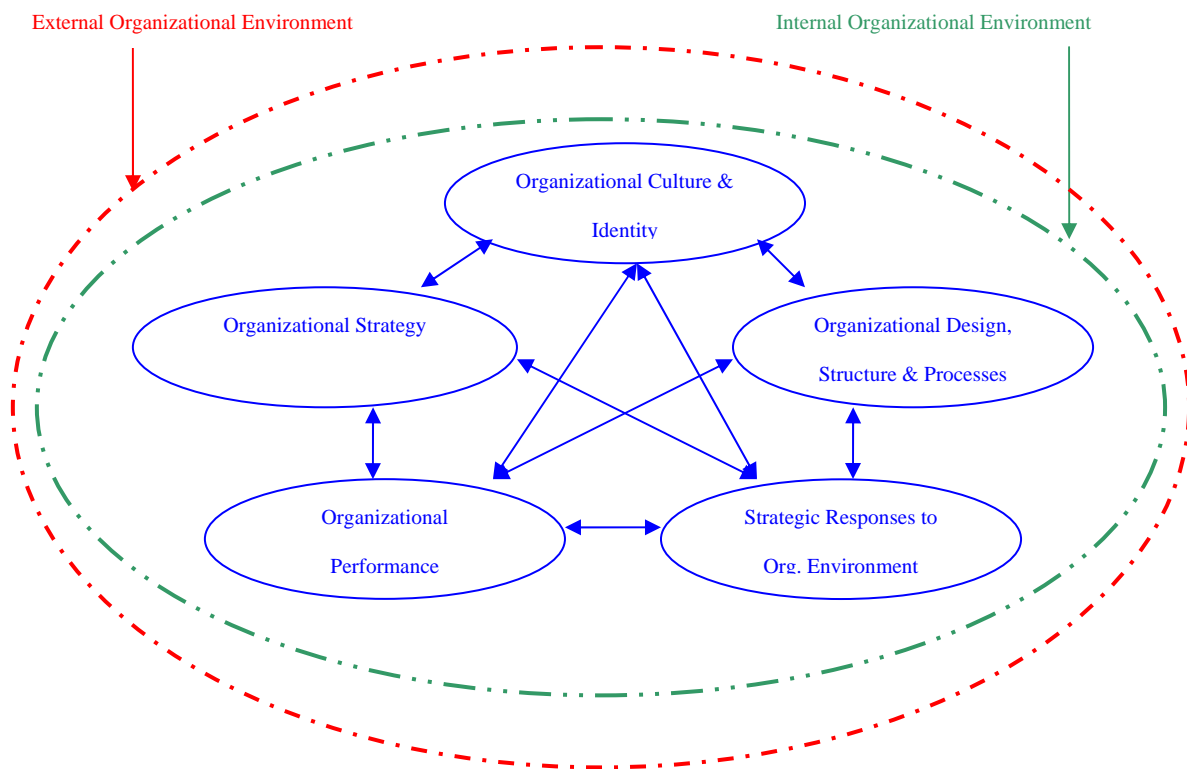 External Organizational Environment
Internal Organizational Environment
Organizational Culture &
Identity
Organizational Strategy
Organizational Design,
Structure & Processes
Organizational
Performance
Strategic Responses to
Org. Environment